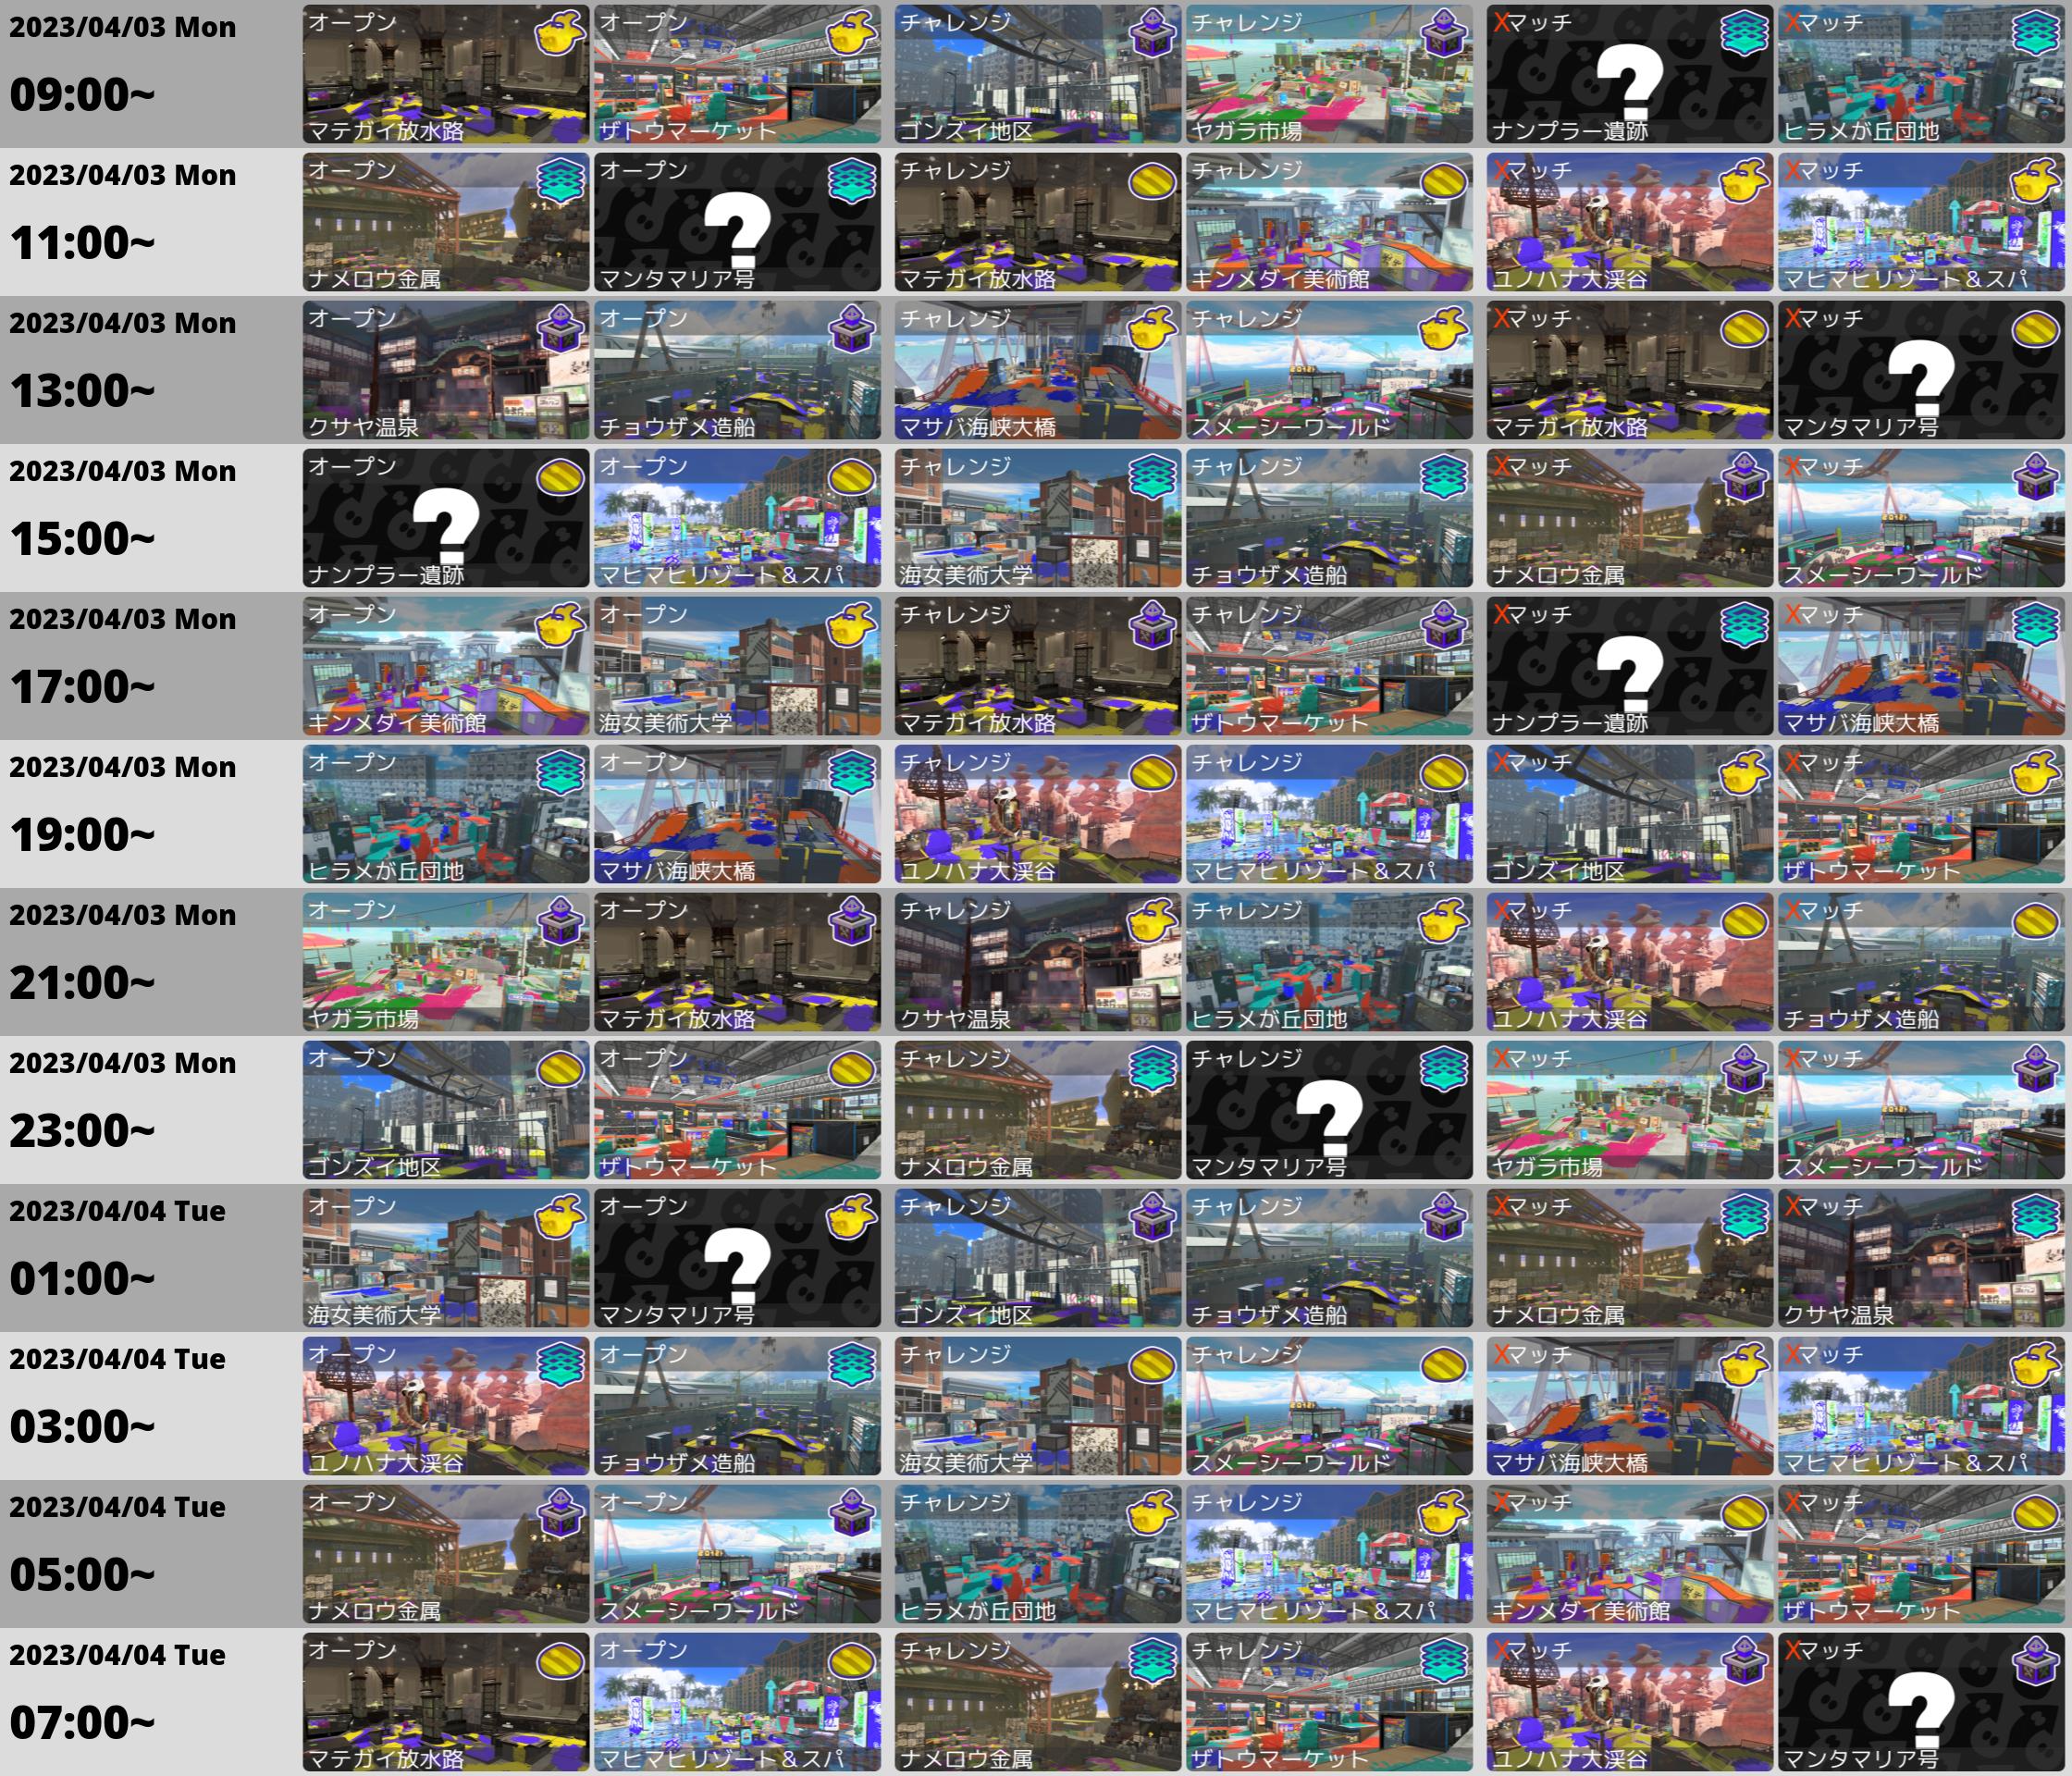 2023/04/03 Mon
09:00~
オープン オープン チャレンジ チャレンジ Xマッチ Xマッチ
マテガイ放水路 ザトウマーケット ゴンズイ地区 ヤガラ市場 ナンプラー遺跡 ヒラメが丘団地
2023/04/03 Mon
11:00~
オープン オープン チャレンジ チャレンジ Xマッチ Xマッチ
ナメロウ金属 マンタマリア号 マテガイ放水路 キンメダイ美術館 ユノハナ大渓谷 マヒマヒリゾート&スパ
2023/04/03 Mon
13:00~
オープン オープン チャレンジ チャレンジ Xマッチ Xマッチ
クサヤ温泉 チョウザメ造船 マサバ海峡大橋 スメーシーワールド マテガイ放水路 マンタマリア号
2023/04/03 Mon
15:00~
オープン オープン チャレンジ チャレンジ Xマッチ Xマッチ
ナンプラー遺跡 マヒマヒリゾート&スパ 海女美術大学 チョウザメ造船 ナメロウ金属 スメーシーワールド
2023/04/03 Mon
17:00~
オープン オープン チャレンジ チャレンジ Xマッチ Xマッチ
キンメダイ美術館 海女美術大学 マテガイ放水路 ザトウマーケット ナンプラー遺跡 マサバ海峡大橋
2023/04/03 Mon
19:00~
オープン オープン チャレンジ チャレンジ Xマッチ Xマッチ
ヒラメが丘団地 マサバ海峡大橋 ユノハナ大渓谷 マヒマヒリゾート&スパ ゴンズイ地区 ザトウマーケット
2023/04/03 Mon
21:00~
オープン オープン チャレンジ チャレンジ Xマッチ Xマッチ
ヤガラ市場 マテガイ放水路 クサヤ温泉 ヒラメが丘団地 ユノハナ大渓谷 チョウザメ造船
2023/04/03 Mon
23:00~
オープン オープン チャレンジ チャレンジ Xマッチ Xマッチ
ゴンズイ地区 ザトウマーケット ナメロウ金属 マンタマリア号 ヤガラ市場 スメーシーワールド
2023/04/04 Tue
01:00~
オープン オープン チャレンジ チャレンジ Xマッチ Xマッチ
海女美術大学 マンタマリア号 ゴンズイ地区 チョウザメ造船 ナメロウ金属 クサヤ温泉
2023/04/04 Tue
03:00~
オープン オープン チャレンジ チャレンジ Xマッチ Xマッチ
ユノハナ大渓谷 チョウザメ造船 海女美術大学 スメーシーワールド マサバ海峡大橋 マヒマヒリゾート&スパ
2023/04/04 Tue
05:00~
オープン オープン チャレンジ チャレンジ Xマッチ Xマッチ
ナメロウ金属 スメーシーワールド ヒラメが丘団地 マヒマヒリゾート&スパ キンメダイ美術館 ザトウマーケット
2023/04/04 Tue
07:00~
オープン オープン チャレンジ チャレンジ Xマッチ Xマッチ
マテガイ放水路 マヒマヒリゾート&スパ ナメロウ金属 ザトウマーケット ユノハナ大渓谷 マンタマリア号